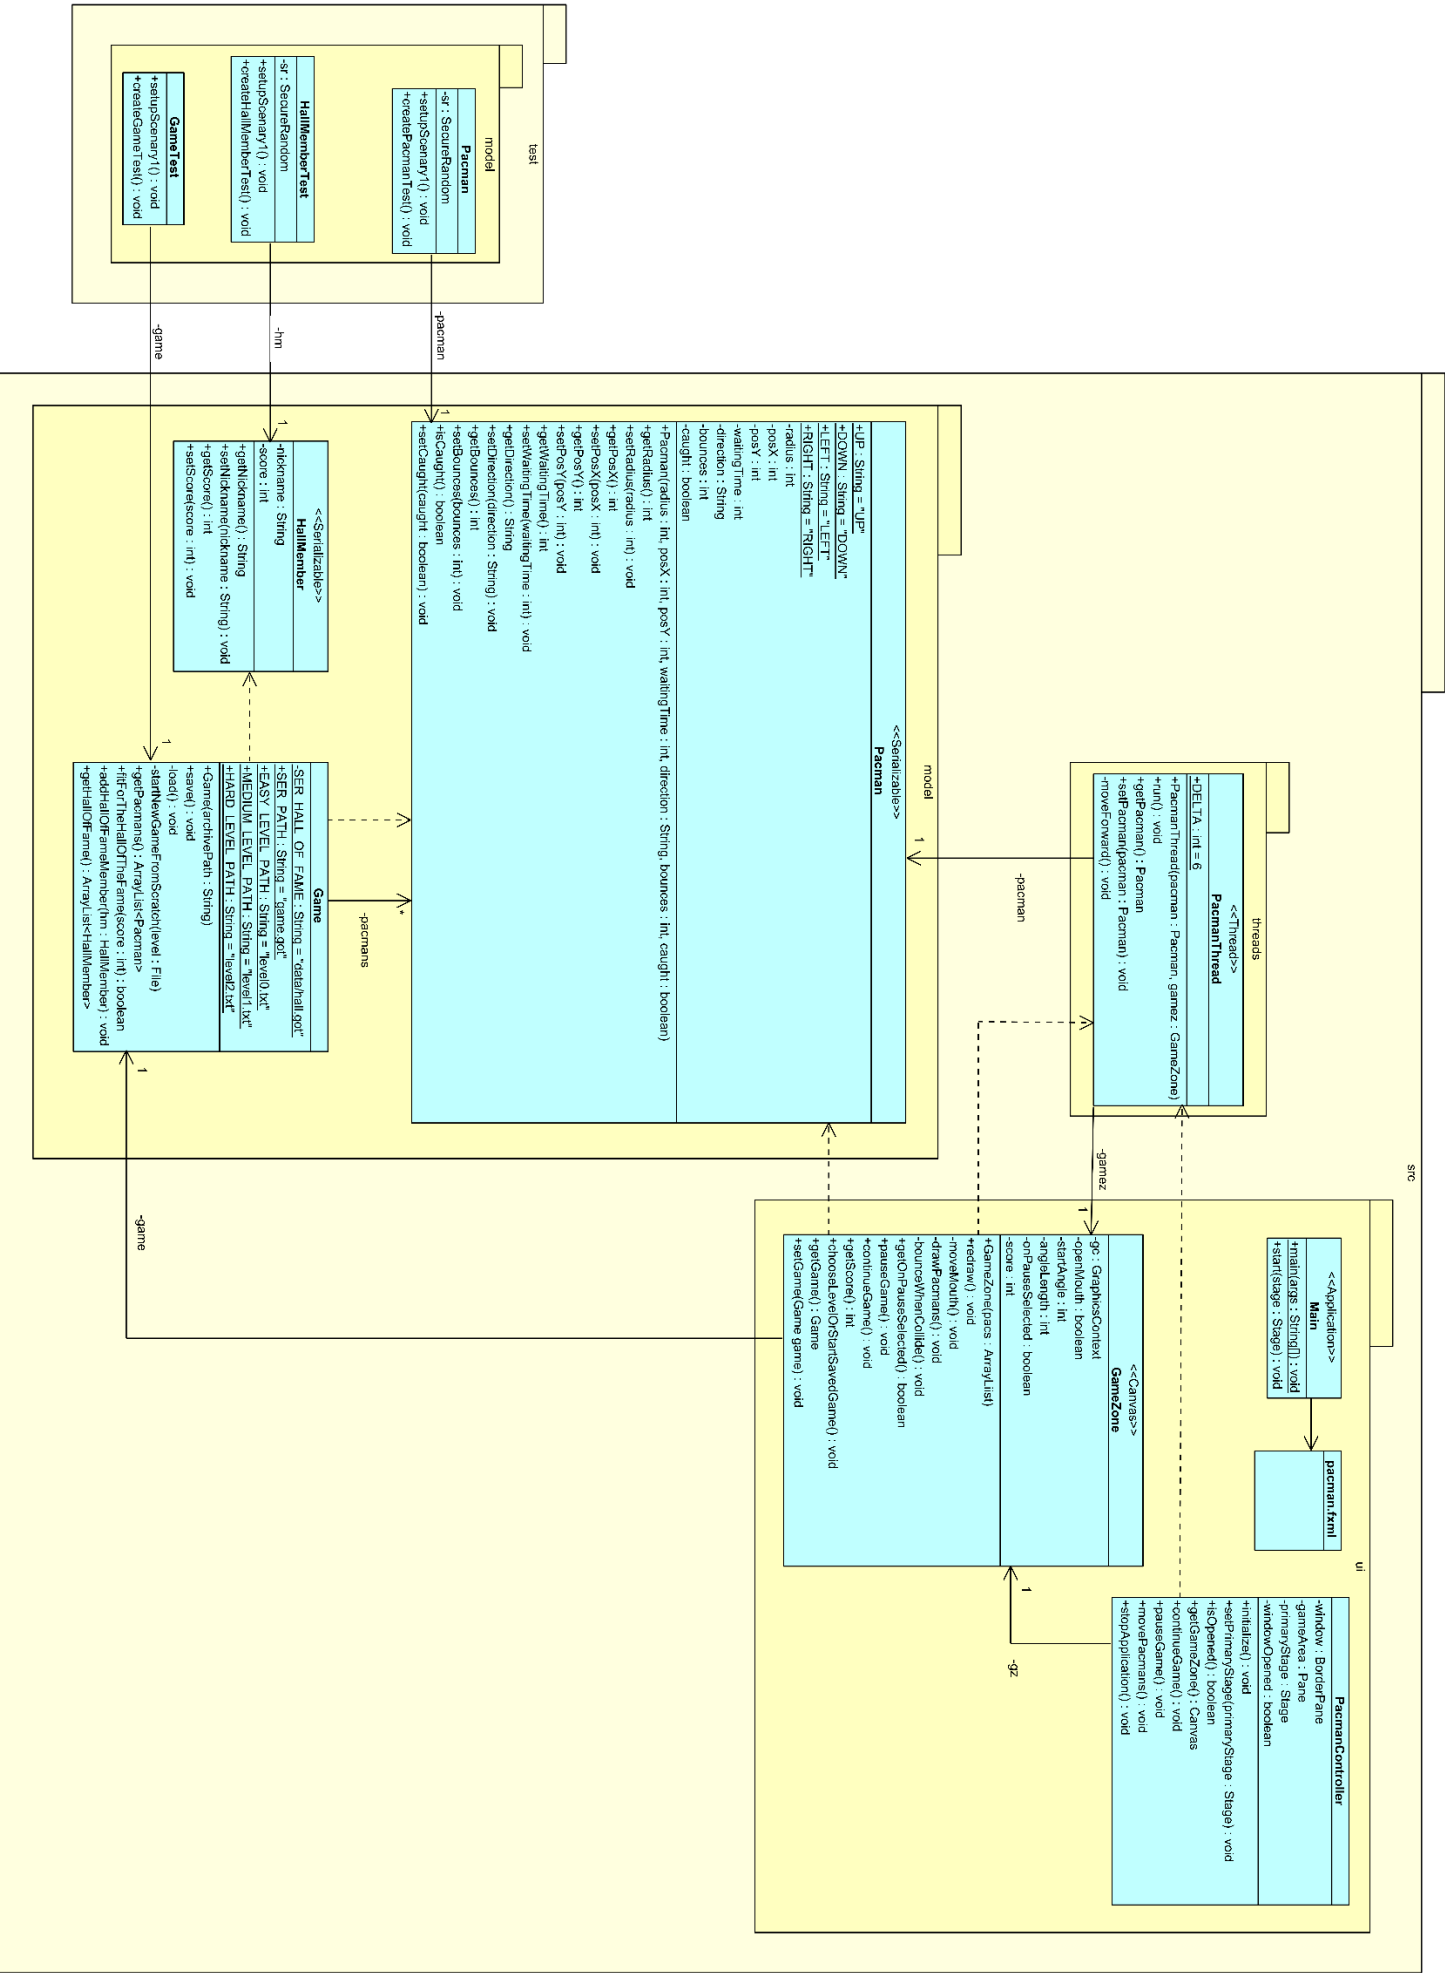 src
ui
<<Application>>
Main
+main(args : String[]) : void
+start(stage : Stage) : void
pacman.fxml
PacmanController
-window : BorderPane
-gameArea : Pane
-primaryStage : Stage
-windowOpened : boolean
+initialize() : void
+setPrimaryStage(primaryStage : Stage) : void
+isOpened() : boolean
+getGameZone() : Canvas
+continueGame() : void
+pauseGame() : void
+movePacmans() : void
+stopApplication() : void
threads
<<Thread>>
PacmanThread
+DELTA : int = 6
+PacmanThread(pacman : Pacman, gamez : GameZone)
+run() : void
+getPacman() : Pacman
+setPacman(pacman : Pacman) : void
-moveForward() : void
-gamez
1
<<Canvas>>
GameZone
-gc : GraphicsContext
-openMouth : boolean
-startAngle : int
-angleLength : int
-onPauseSelected : boolean
-score : int
+GameZone(pacs : ArrayLiist)
+redraw() : void
-moveMouth() : void
-drawPacmans() : void
-bounceWhenCollide() : void
+getOnPauseSelected() : boolean
+pauseGame() : void
+continueGame() : void
+getScore() : int
+chooseLevelOrStartSavedGame() : void
+getGame() : Game
+setGame(Game game) : void
1
-gz
-pacman
1
model
<<Serializable>>
Pacman
+UP : String = "UP"
+DOWN : String = "DOWN"
+LEFT : String = "LEFT"
+RIGHT : String = "RIGHT"
-radius : int
-posX : int
-posY : int
-waitingTime : int
-direction : String
-bounces : int
-caught : boolean
+Pacman(radius : int, posX : int, posY : int, waitingTime : int, direction : String, bounces : int, caught : boolean)
+getRadius() : int
+setRadius(radius : int) : void
+getPosX() : int
+setPosX(posX : int) : void
+getPosY() : int
+setPosY(posY : int) : void
+getWaitingTime() : int
+setWaitingTime(waitingTime : int) : void
+getDirection() : String
+setDirection(direction : String) : void
+getBounces() : int
+setBounces(bounces : int) : void
+isCaught() : boolean
+setCaught(caught : boolean) : void
test
model
Pacman
-sr : SecureRandom
+setupScenary1() : void
+createPacmanTest() : void
-pacman
1
HallMemberTest
-sr : SecureRandom
+setupScenary1() : void
+createHallMemberTest() : void
-hm
1
GameTest
+setupScenary1() : void
+createGameTest() : void
-game
1
<<Serializable>>
HallMember
-nickname : String
-score : int
+getNickname() : String
+setNickname(nickname : String) : void
+getScore() : int
+setScore(score : int) : void
*
-pacmans
Game
-SER_HALL_OF_FAME : String = "data/hall.got"
+SER_PATH : String = "game.got"
+EASY_LEVEL_PATH : String = "level0.txt"
+MEDIUM_LEVEL_PATH : String = "level1.txt"
+HARD_LEVEL_PATH : String = "level2.txt"
+Game(archivePath : String)
+save() : void
-load() : void
-startNewGameFromScratch(level : File)
+getPacmans() : ArrayList<Pacman>
+fitForTheHallOfTheFame(score : int) : boolean
+addHallOfFameMember(hm : HallMember) : void
+getHallOfFame() : ArrayList<HallMember>
1
-game